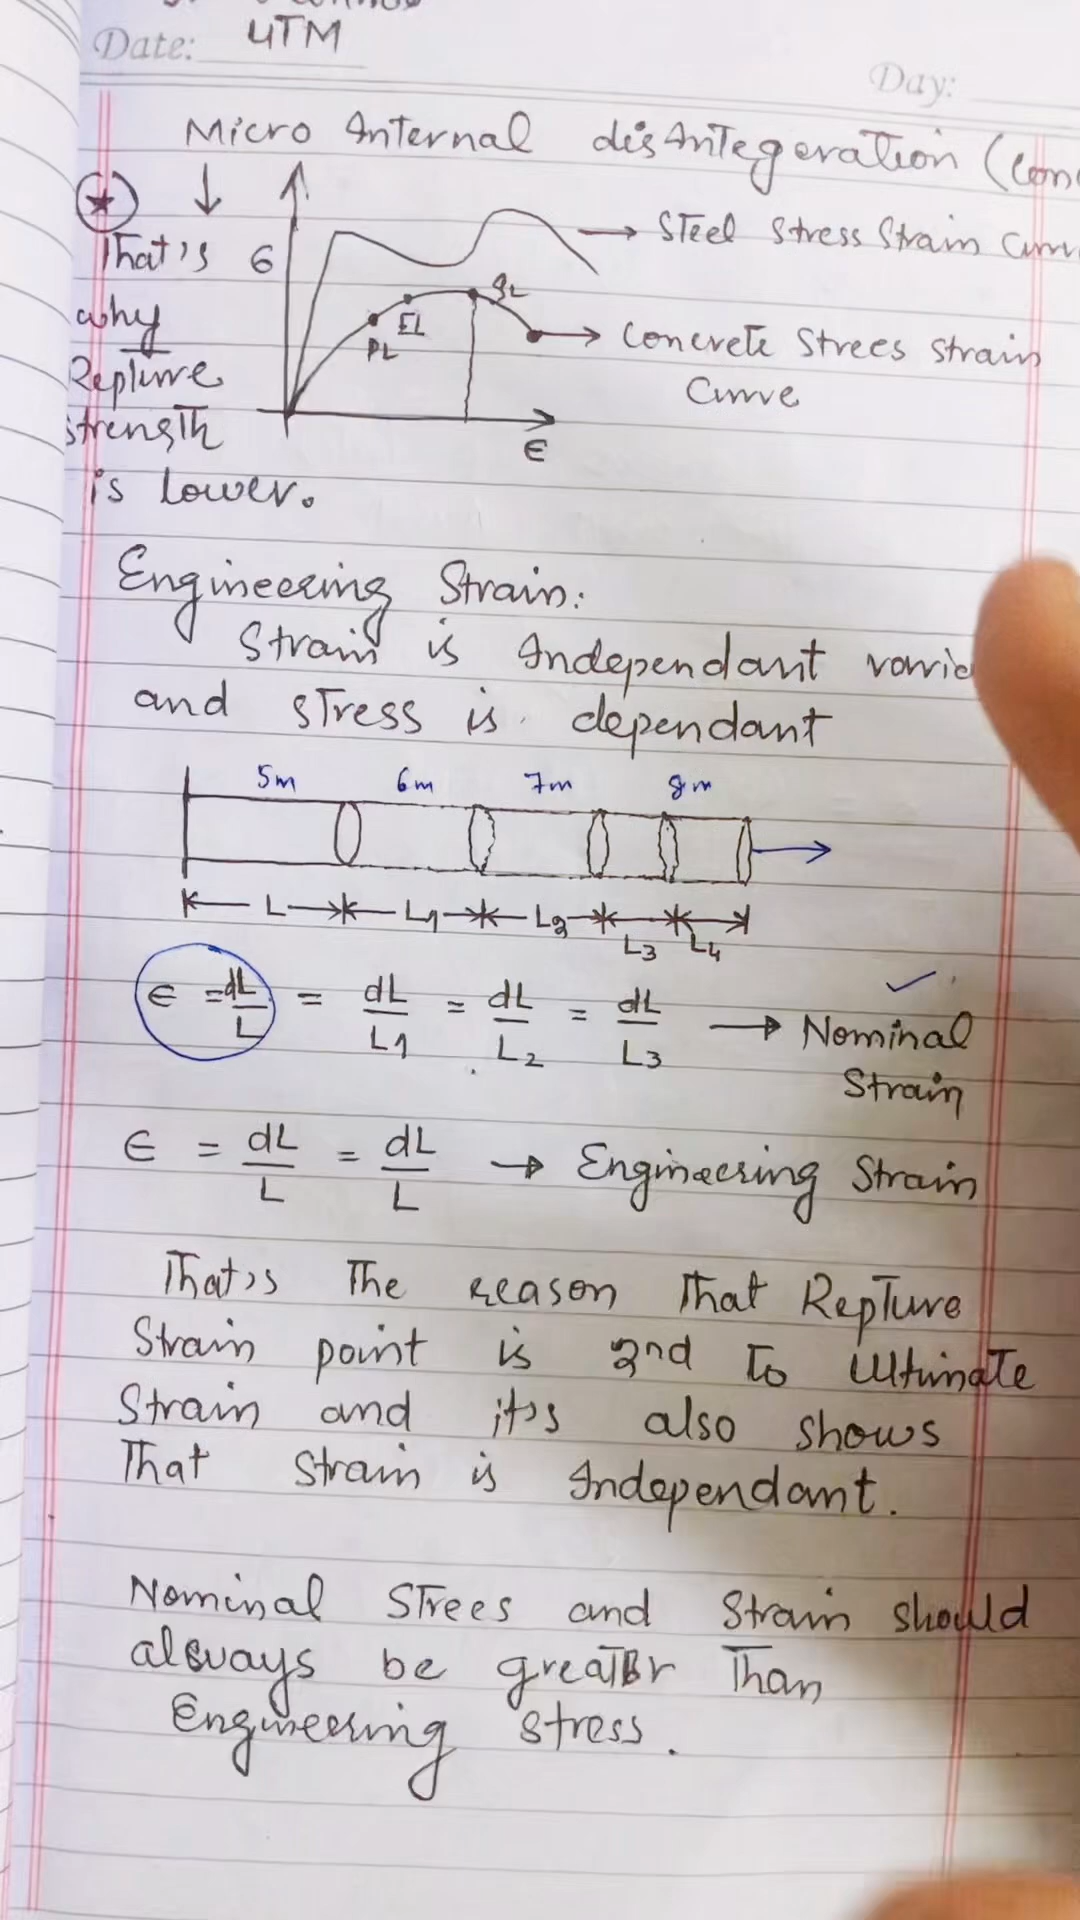 Date: UTM
Day:
Micro Internal disintegeration
That's
why
Repture
strength
is lower.
6
PL
EL
Steel Stress Strain
Concrete Strees Strain
Curve
ϵ
Engineering Strain:
Strain is Independant
and stress is dependant
5m 6m 7m 8m
L L1 L2 L3 L4
ϵ = dL/L = dL/L1 = dL/L2 = dL/L3 → Nominal
Strain
ϵ = dL/L = dL/L → Engineering Strain
That's The reason That Repture
Strain point is 2nd To Ultimate
Strain and it's also shows
That Strain is Independant.
Nominal Strees and Strain should
always be greater Than
Engineering stress.